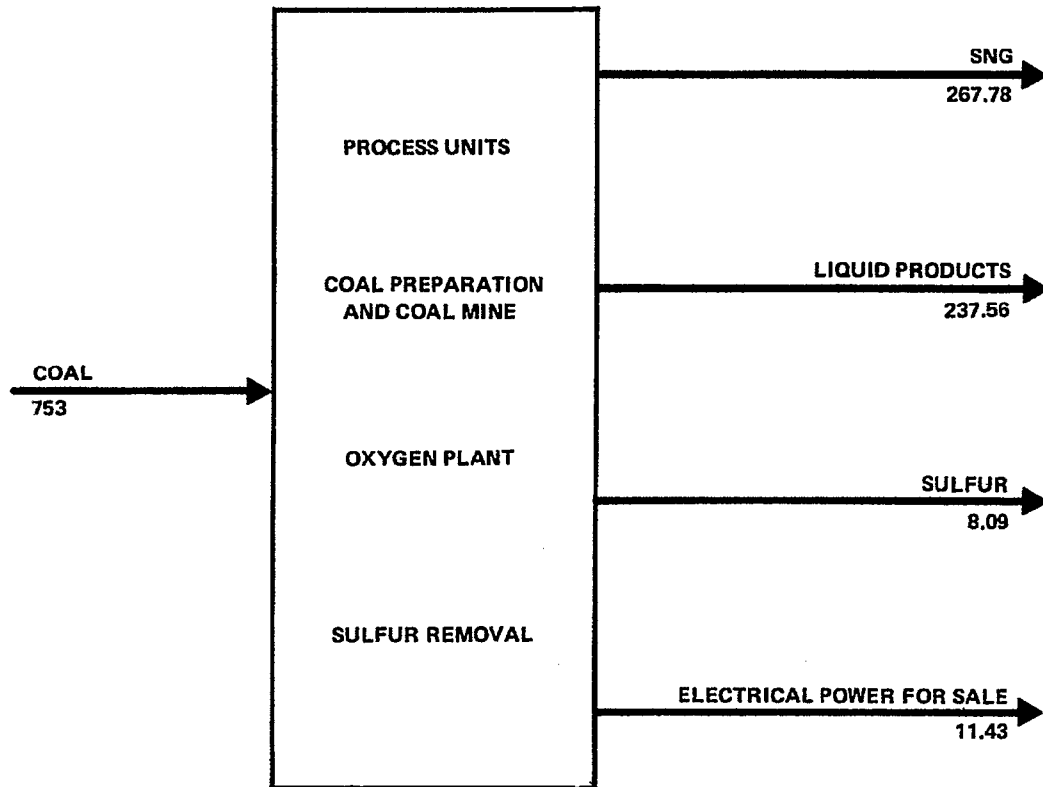 SNG
267.78
PROCESS UNITS
LIQUID PRODUCTS
237.56
COAL PREPARATION
AND COAL MINE
COAL
753
OXYGEN PLANT
SULFUR
8.09
SULFUR REMOVAL
ELECTRICAL POWER FOR SALE
11.43